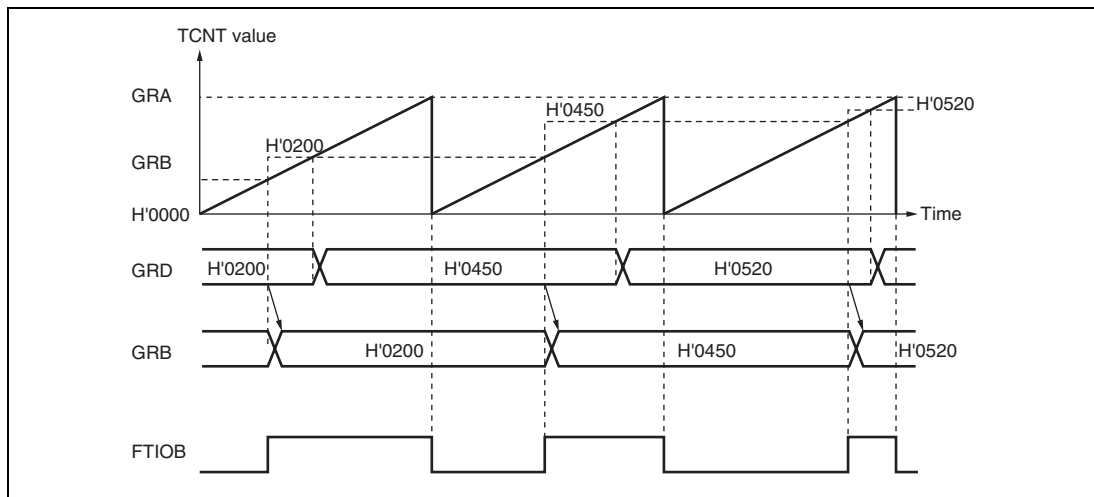 TCNT value
GRA
H'0450
H'0520
H'0200
GRB
H'0000
Time
GRD
H'0200
H'0450
H'0520
GRB
H'0200
H'0450
H'0520
FTIOB